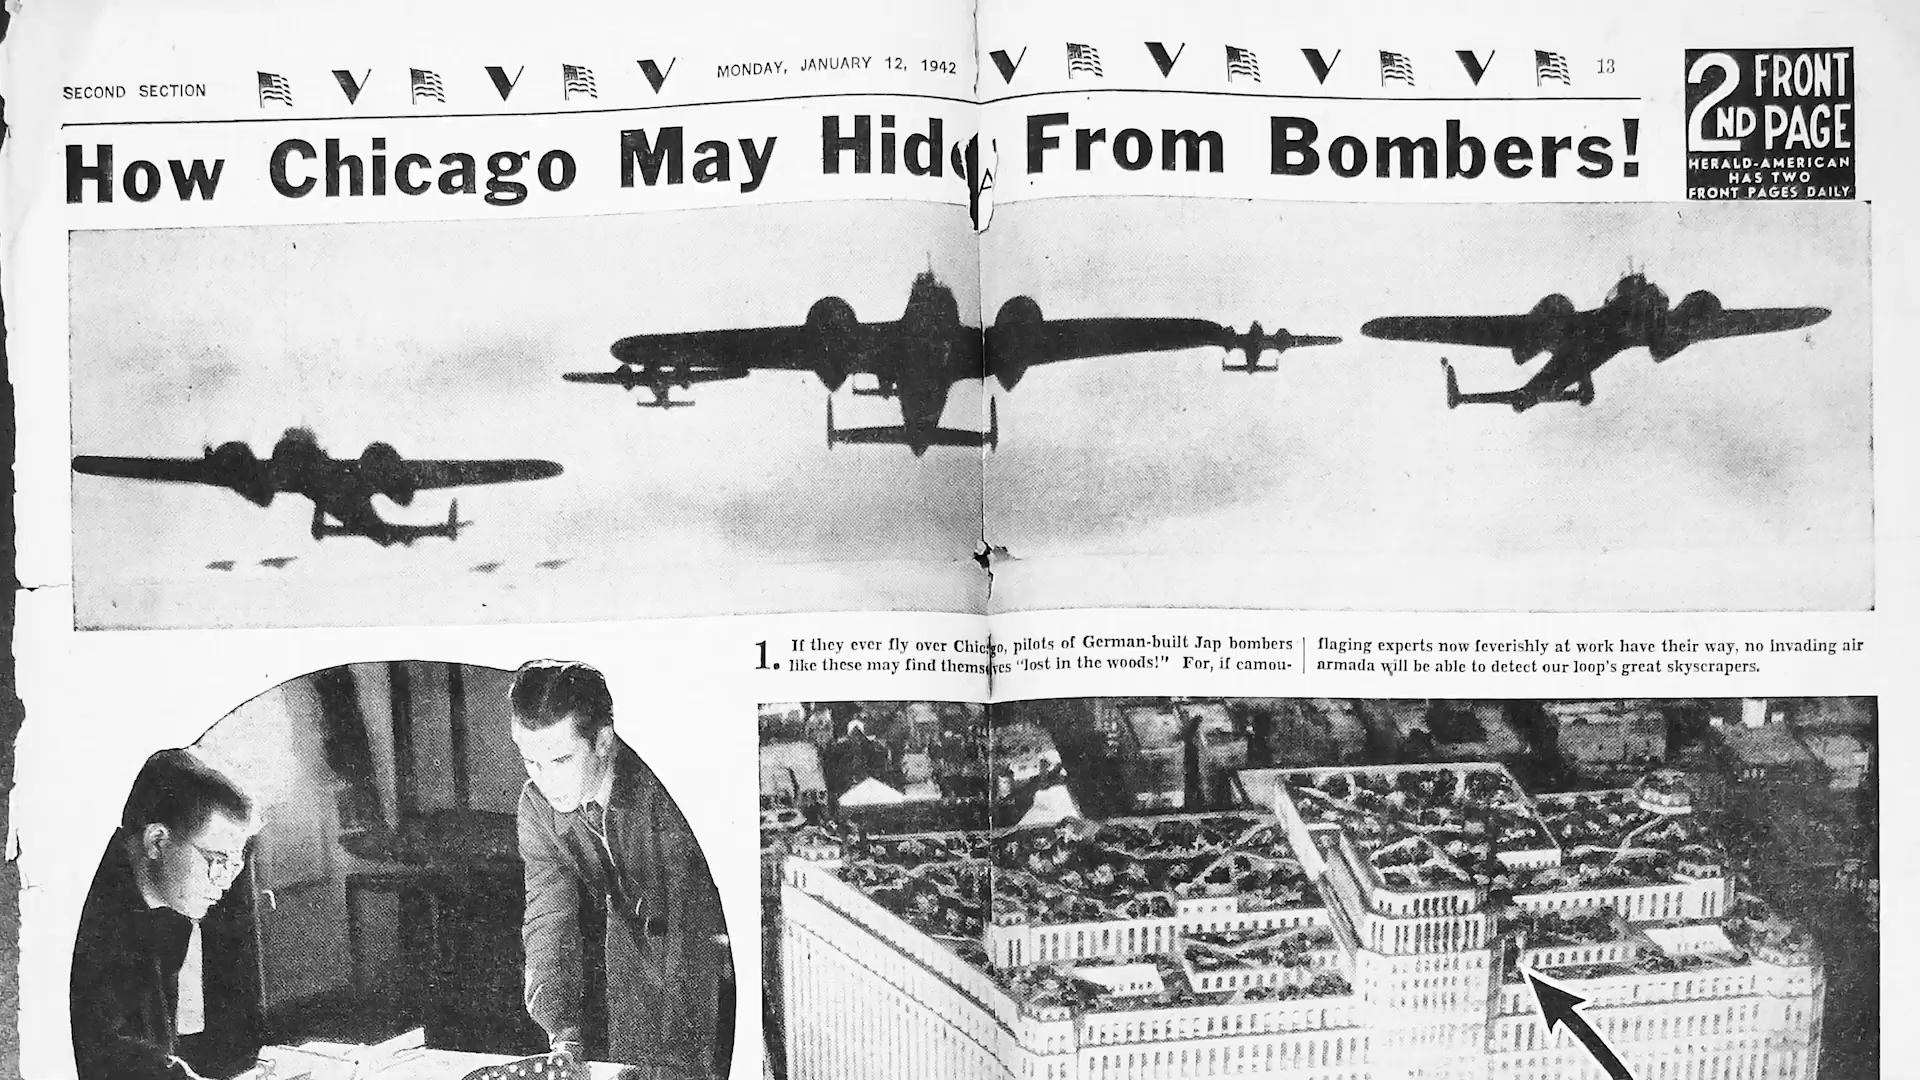 SECOND SECTION
MONDAY, JANUARY 12, 1942
13
2ND FRONT PAGE
HERALD-AMERICAN
HAS TWO
FRONT PAGES DAILY
How Chicago May Hide From Bombers!
1. If they ever fly over Chicago, pilots of German-built Jap bombers
like these may find themselves "lost in the woods!" For, if camou-
flaging experts now feverishly at work have their way, no invading air
armada will be able to detect our loop's great skyscrapers.